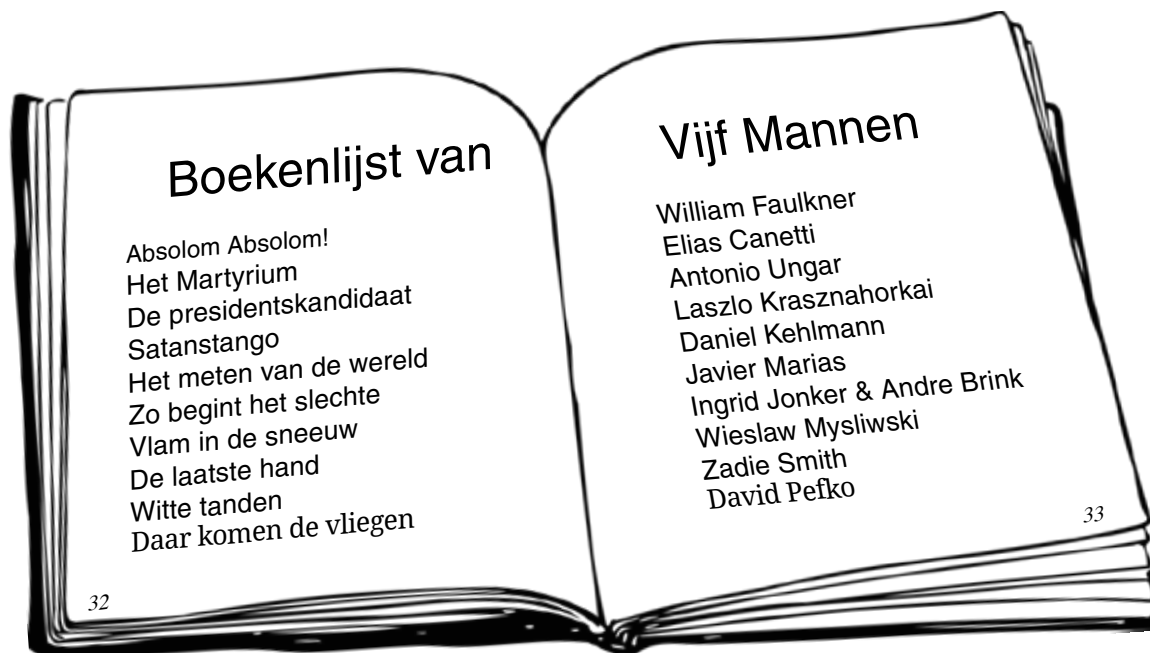 Boekenlijst van
Absolom Absolom!
Het Martyrium
De presidentskandidaat
Satanstango
Het meten van de wereld
Zo begint het slechte
Vlam in de sneeuw
De laatste hand
Witte tanden
Daar komen de vliegen
32
Vijf Mannen
William Faulkner
Elias Canetti
Antonio Ungar
Laszlo Krasznahorkai
Daniel Kehlmann
Javier Marias
Ingrid Jonker & Andre Brink
Wieslaw Mysliwski
Zadie Smith
David Pefko
33